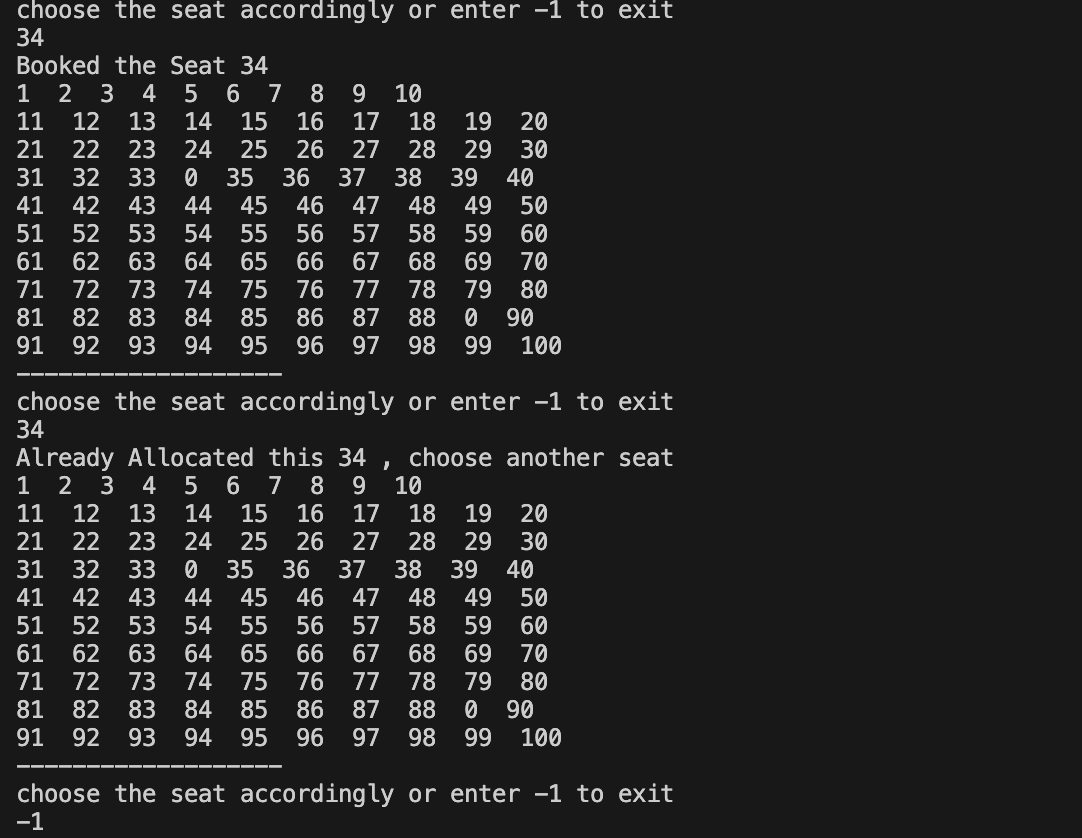 choose the seat accordingly or enter -1 to exit
34
Booked the Seat 34
1  2  3  4  5  6  7  8  9  10
11  12  13  14  15  16  17  18  19  20
21  22  23  24  25  26  27  28  29  30
31  32  33  0  35  36  37  38  39  40
41  42  43  44  45  46  47  48  49  50
51  52  53  54  55  56  57  58  59  60
61  62  63  64  65  66  67  68  69  70
71  72  73  74  75  76  77  78  79  80
81  82  83  84  85  86  87  88  0  90
91  92  93  94  95  96  97  98  99  100
-------------------
choose the seat accordingly or enter -1 to exit
34
Already Allocated this 34 , choose another seat
1  2  3  4  5  6  7  8  9  10
11  12  13  14  15  16  17  18  19  20
21  22  23  24  25  26  27  28  29  30
31  32  33  0  35  36  37  38  39  40
41  42  43  44  45  46  47  48  49  50
51  52  53  54  55  56  57  58  59  60
61  62  63  64  65  66  67  68  69  70
71  72  73  74  75  76  77  78  79  80
81  82  83  84  85  86  87  88  0  90
91  92  93  94  95  96  97  98  99  100
-------------------
choose the seat accordingly or enter -1 to exit
-1